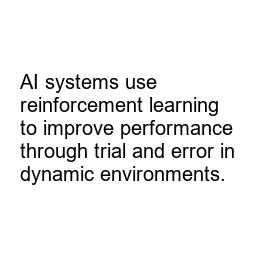 AI systems use
reinforcement learning
to improve performance
through trial and error in
dynamic environments.